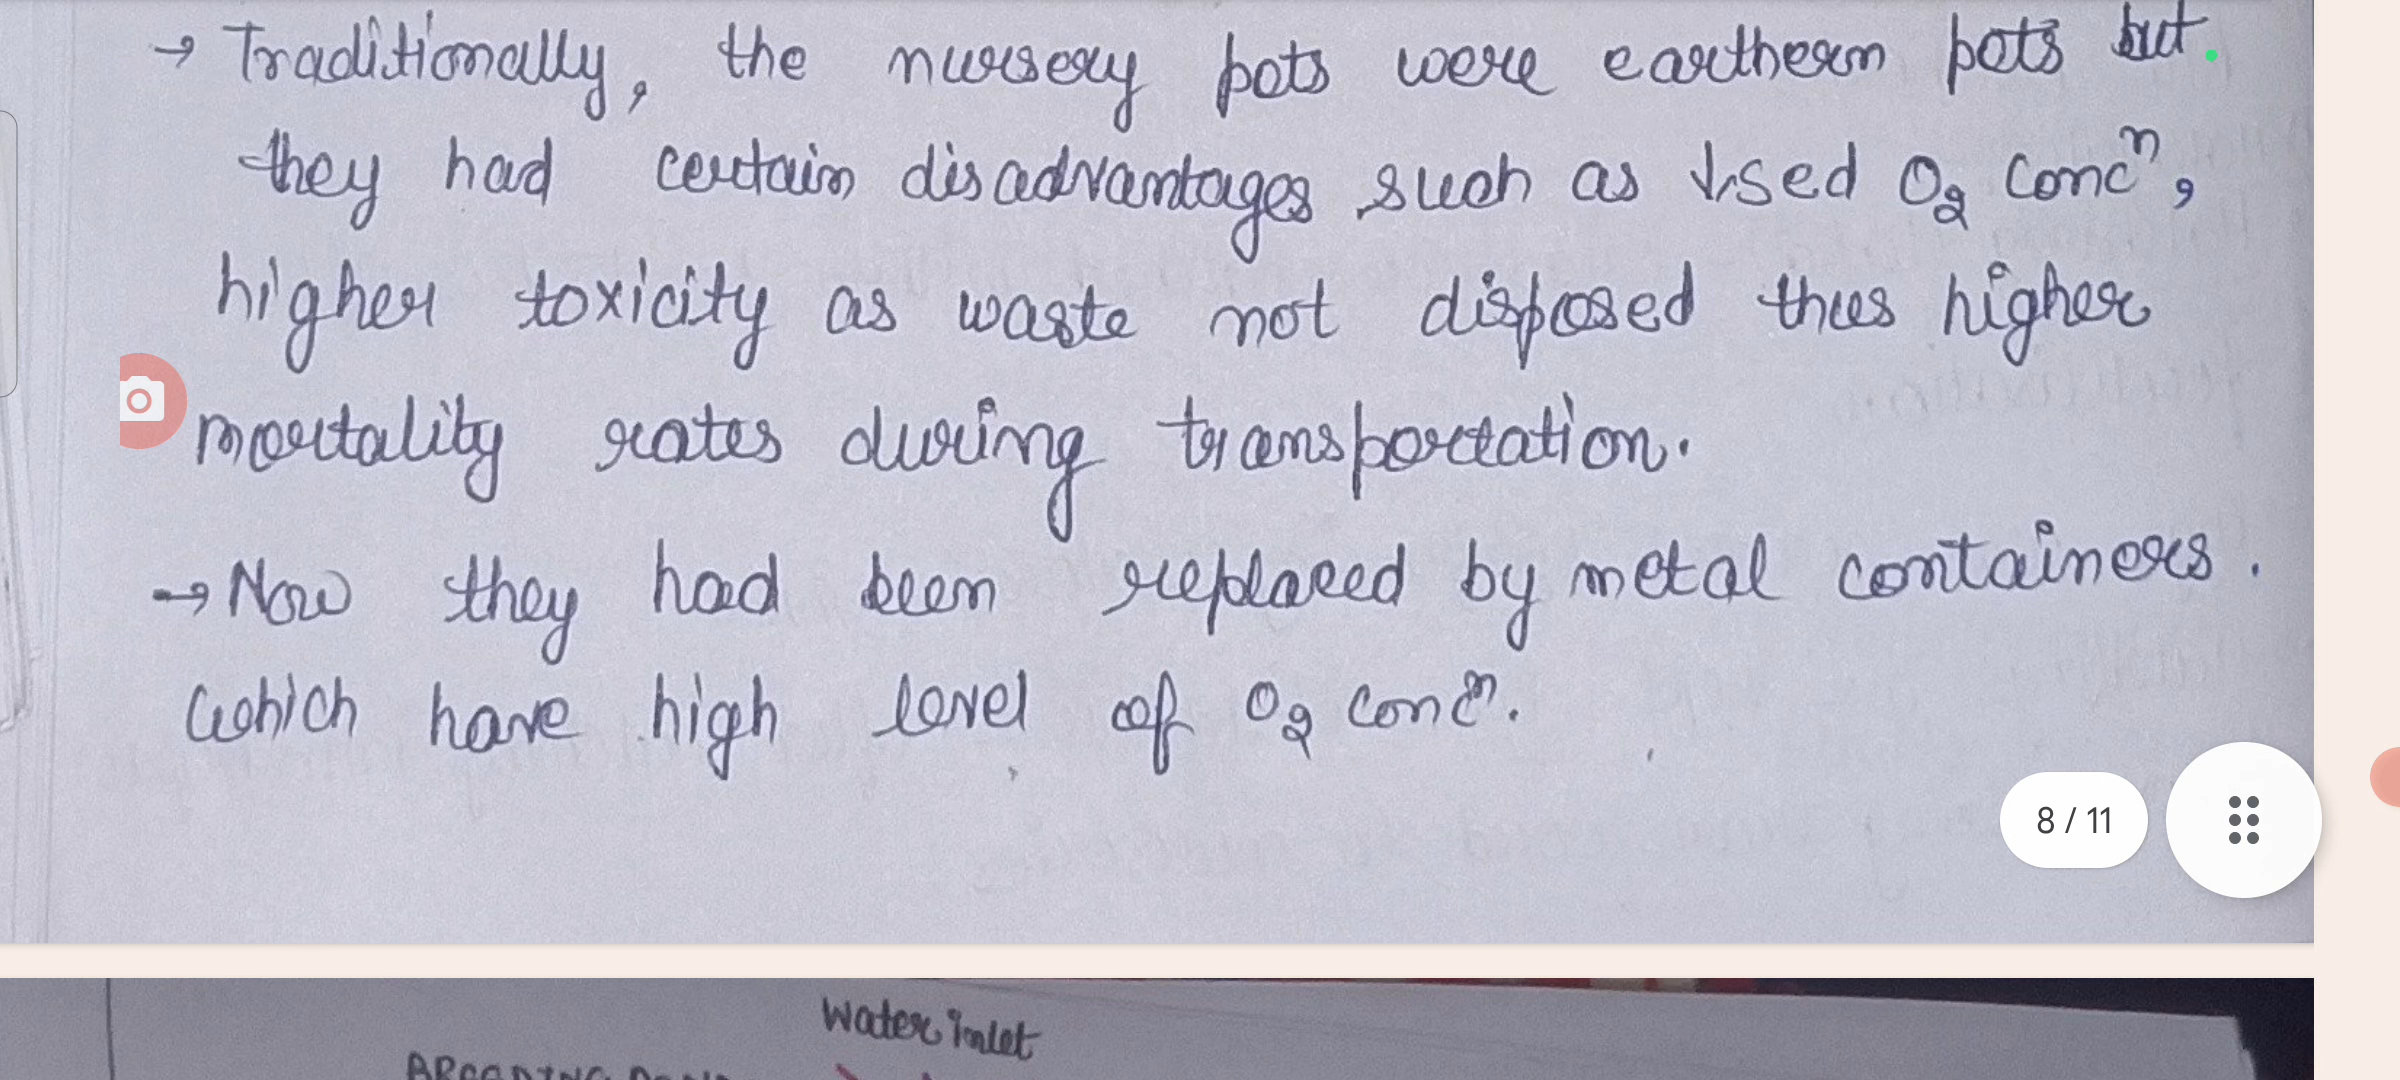 → Traditionally, the nursery pots were earthern pots but.
they had certain disadvantages such as ↓sed O₂ concⁿ,
higher toxicity as waste not disposed thus higher
mortality rates during transportation.
→ Now they had been replaced by metal containers.
which have high level of O₂ concⁿ.
8 / 11
Water inlet